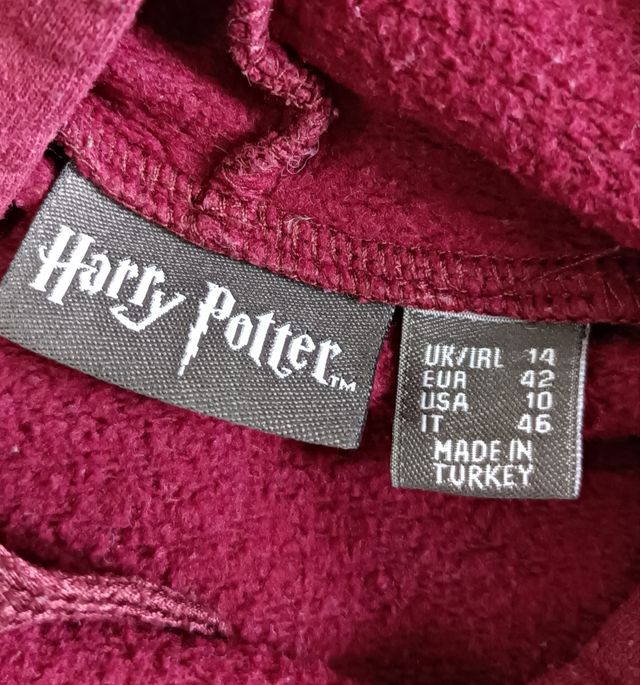 Harry Potter™
UK/IRL 14
EUR 42
USA 10
IT 46
MADE IN
TURKEY